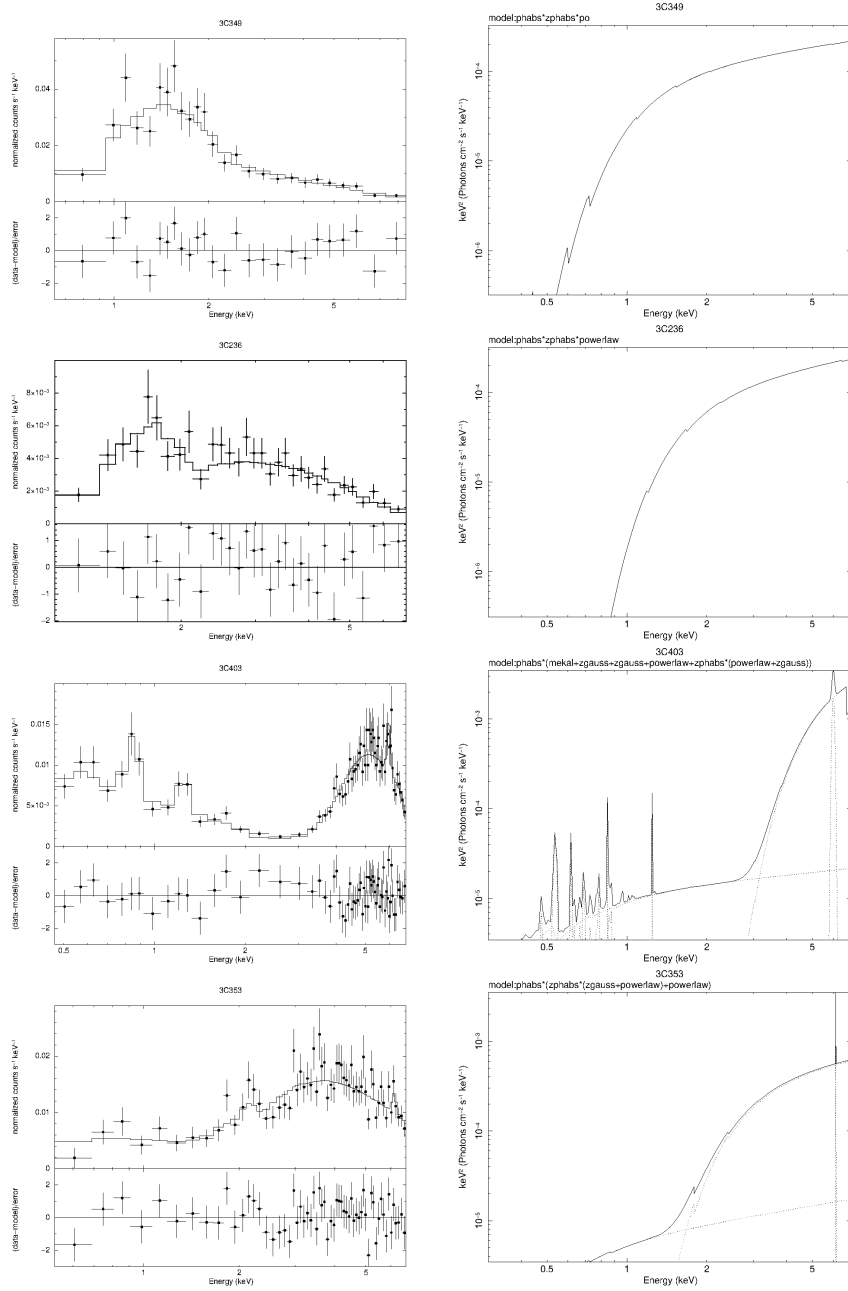 3C349
normalized counts s⁻¹ keV⁻¹
0.04
0.02
0
(data−model)/error
2
0
−2
1
2
5
Energy (keV)
3C349
model:phabs*zphabs*po
keV² (Photons cm⁻² s⁻¹ keV⁻¹)
10⁻⁴
10⁻⁵
10⁻⁶
0.5
1
2
5
Energy (keV)
3C236
normalized counts s⁻¹ keV⁻¹
8×10⁻³
6×10⁻³
4×10⁻³
2×10⁻³
0
(data−model)/error
1
0
−1
−2
2
5
Energy (keV)
3C236
model:phabs*zphabs*powerlaw
keV² (Photons cm⁻² s⁻¹ keV⁻¹)
10⁻⁴
10⁻⁵
10⁻⁶
0.5
1
2
5
Energy (keV)
3C403
normalized counts s⁻¹ keV⁻¹
0.015
0.01
5×10⁻³
0
(data−model)/error
2
0
−2
0.5
1
2
5
Energy (keV)
3C403
model:phabs*(mekal+zgauss+zgauss+powerlaw+zphabs*(powerlaw+zgauss))
keV² (Photons cm⁻² s⁻¹ keV⁻¹)
10⁻³
10⁻⁴
10⁻⁵
0.5
1
2
5
Energy (keV)
3C353
normalized counts s⁻¹ keV⁻¹
0.02
0.01
0
(data−model)/error
2
0
−2
1
2
5
Energy (keV)
3C353
model:phabs*(zphabs*(zgauss+powerlaw)+powerlaw)
keV² (Photons cm⁻² s⁻¹ keV⁻¹)
10⁻³
10⁻⁴
10⁻⁵
0.5
1
2
5
Energy (keV)